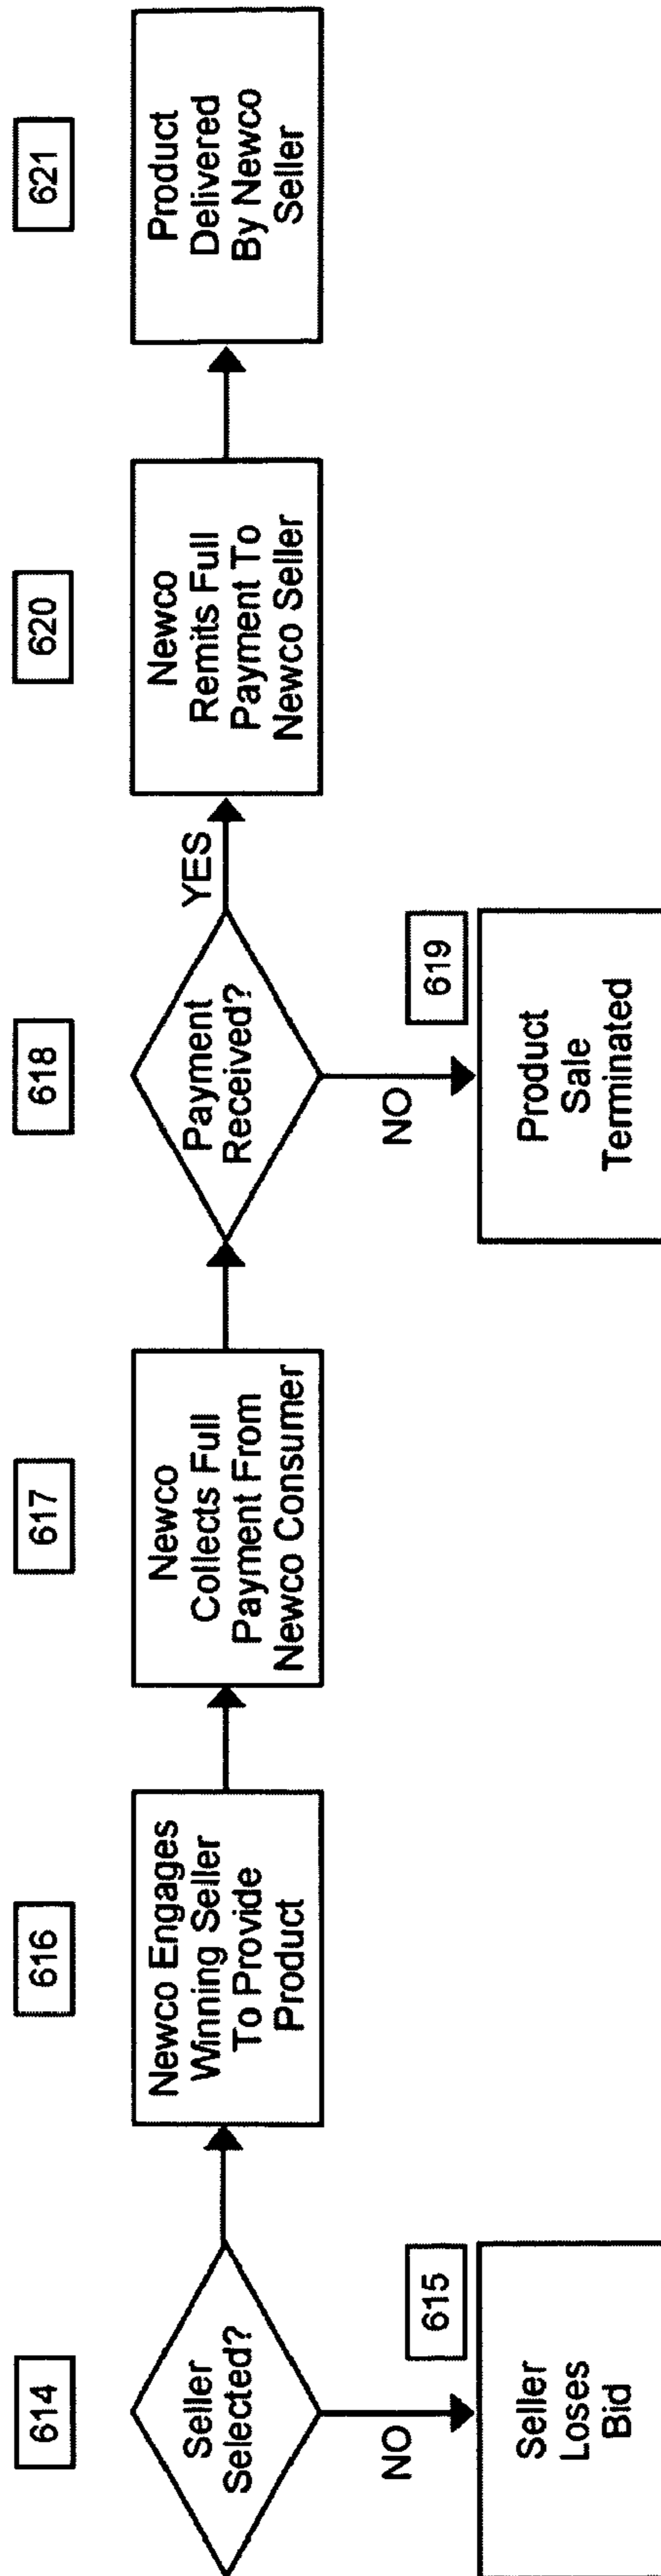 614
Seller
Selected?
NO
615
Seller
Loses
Bid
616
Newco Engages
Winning Seller
To Provide
Product
617
Newco
Collects Full
Payment From
Newco Consumer
618
Payment
Received?
YES
NO
619
Product
Sale
Terminated
620
Newco
Remits Full
Payment To
Newco Seller
621
Product
Delivered
By Newco
Seller